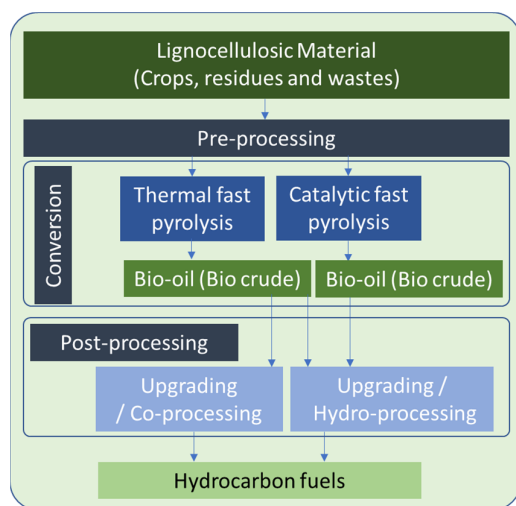 Lignocellulosic Material
(Crops, residues and wastes)
Pre-processing
Conversion
Thermal fast
pyrolysis
Catalytic fast
pyrolysis
Bio-oil (Bio crude)
Bio-oil (Bio crude)
Post-processing
Upgrading
/ Co-processing
Upgrading /
Hydro-processing
Hydrocarbon fuels